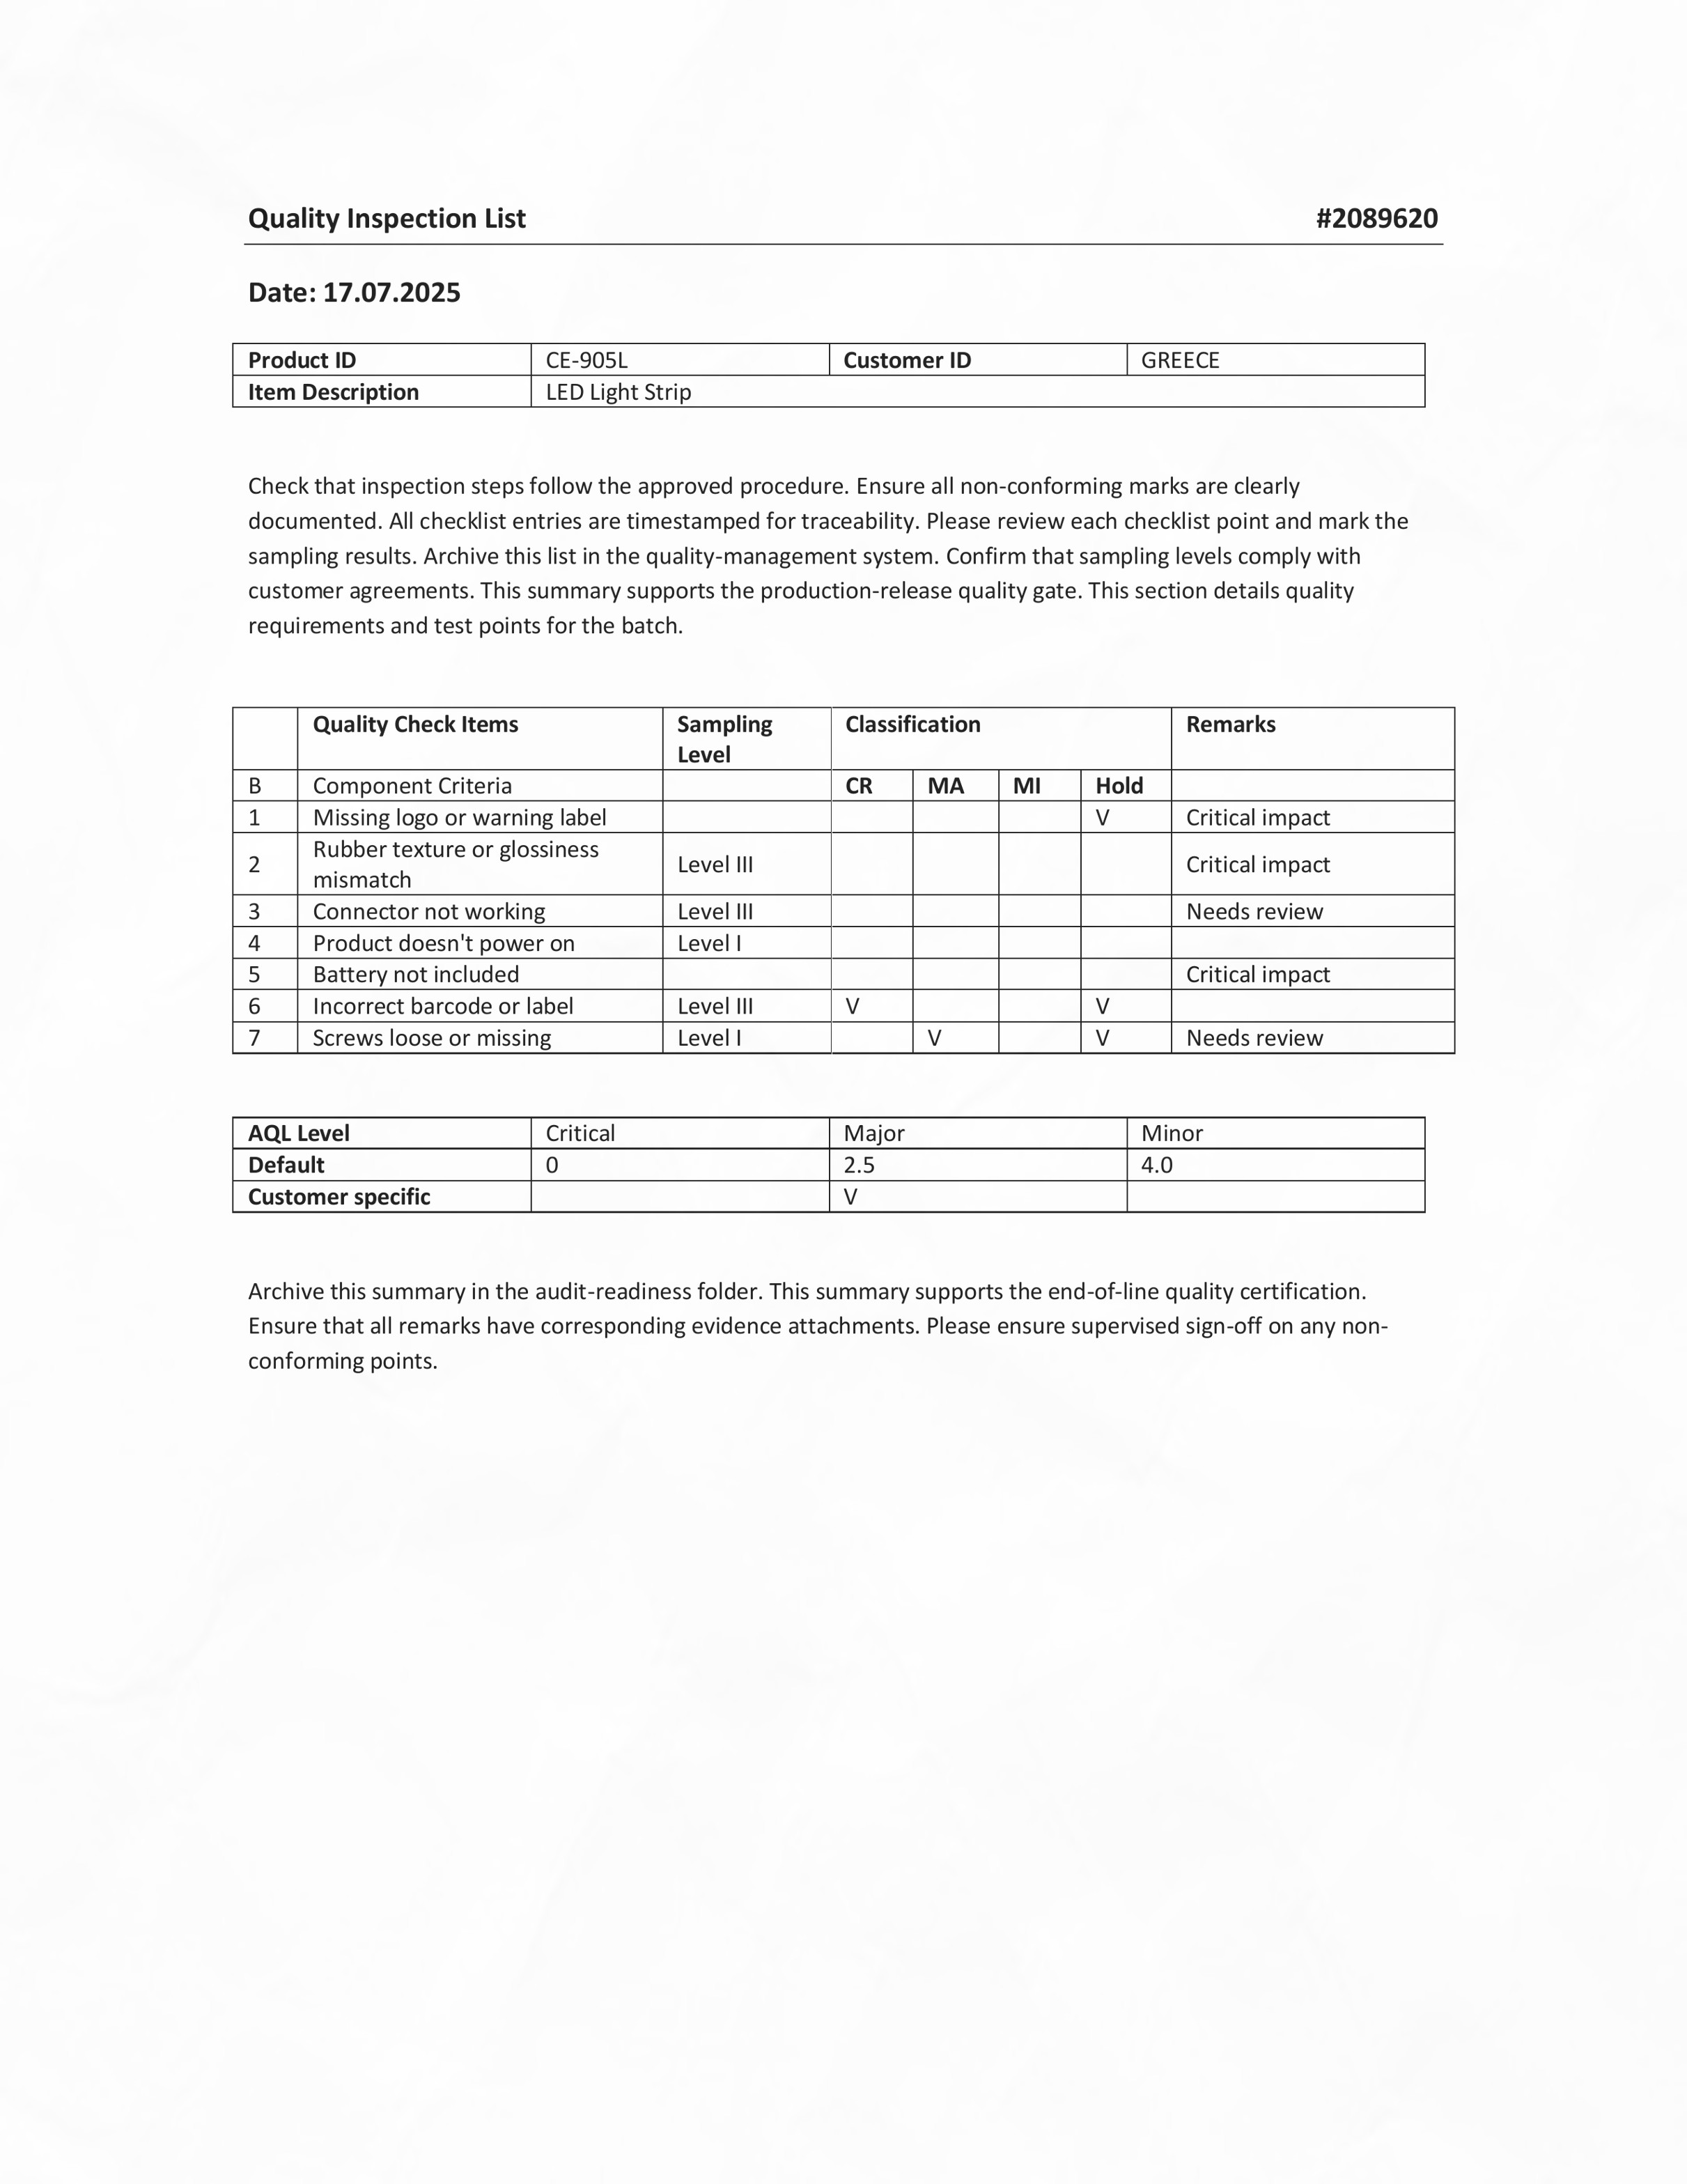 Quality Inspection List #2089620
Date: 17.07.2025
Product ID CE-905L Customer ID GREECE
Item Description LED Light Strip
Check that inspection steps follow the approved procedure. Ensure all non-conforming marks are clearly
documented. All checklist entries are timestamped for traceability. Please review each checklist point and mark the
sampling results. Archive this list in the quality-management system. Confirm that sampling levels comply with
customer agreements. This summary supports the production-release quality gate. This section details quality
requirements and test points for the batch.
Quality Check Items Sampling Classification Remarks
Level
B Component Criteria CR MA MI Hold
1 Missing logo or warning label V Critical impact
Rubber texture or glossiness
2 Level III Critical impact
mismatch
3 Connector not working Level III Needs review
4 Product doesn't power on Level I
5 Battery not included Critical impact
6 Incorrect barcode or label Level III V V
7 Screws loose or missing Level I V V Needs review
AQL Level Critical Major Minor
Default 0 2.5 4.0
Customer specific V
Archive this summary in the audit-readiness folder. This summary supports the end-of-line quality certification.
Ensure that all remarks have corresponding evidence attachments. Please ensure supervised sign-off on any non-
conforming points.